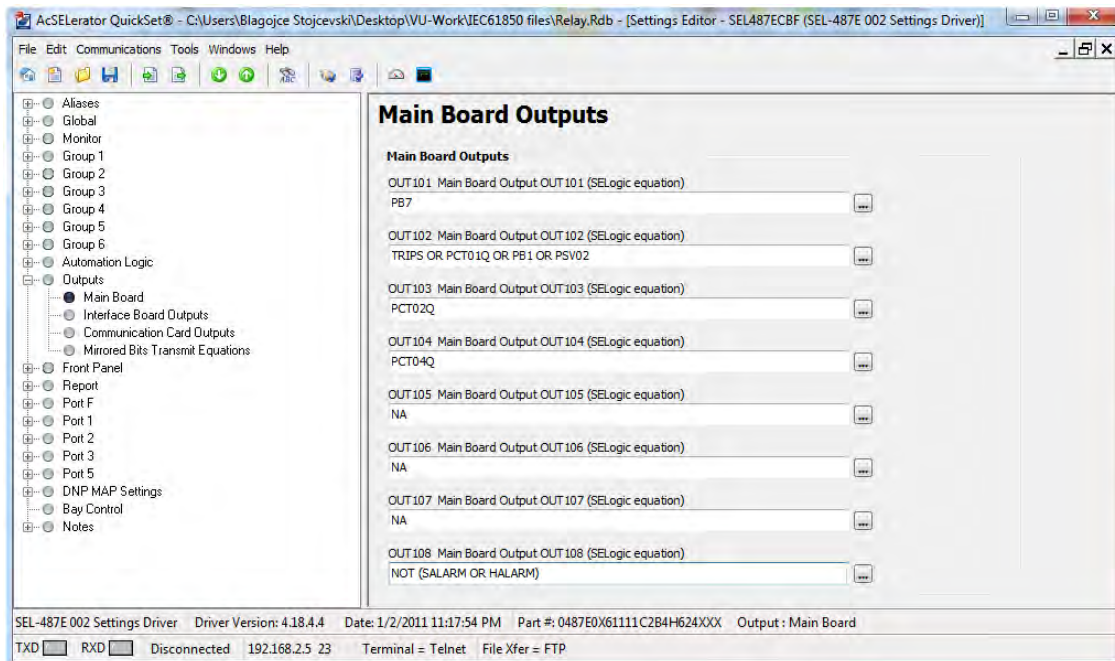 AcSELerator QuickSet® - C:\Users\Blagojce Stojcevski\Desktop\VU-Work\IEC61850 files\Relay.Rdb - [Settings Editor - SEL487ECBF (SEL-487E 002 Settings Driver)]
File Edit Communications Tools Windows Help
Aliases
Global
Monitor
Group 1
Group 2
Group 3
Group 4
Group 5
Group 6
Automation Logic
Outputs
Main Board
Interface Board Outputs
Communication Card Outputs
Mirrored Bits Transmit Equations
Front Panel
Report
Port F
Port 1
Port 2
Port 3
Port 5
DNP MAP Settings
Bay Control
Notes
Main Board Outputs
Main Board Outputs
OUT101 Main Board Output OUT101 (SELogic equation)
PB7
...
OUT102 Main Board Output OUT102 (SELogic equation)
TRIPS OR PCT01Q OR PB1 OR PSV02
...
OUT103 Main Board Output OUT103 (SELogic equation)
PCT02Q
...
OUT104 Main Board Output OUT104 (SELogic equation)
PCT04Q
...
OUT105 Main Board Output OUT105 (SELogic equation)
NA
...
OUT106 Main Board Output OUT106 (SELogic equation)
NA
...
OUT107 Main Board Output OUT107 (SELogic equation)
NA
...
OUT108 Main Board Output OUT108 (SELogic equation)
NOT (SALARM OR HALARM)
...
SEL-487E 002 Settings Driver Driver Version: 4.18.4.4 Date: 1/2/2011 11:17:54 PM Part #: 0487E0X61111C2B4H624XXX Output : Main Board
TXD RXD Disconnected 192.168.2.5 23 Terminal = Telnet File Xfer = FTP